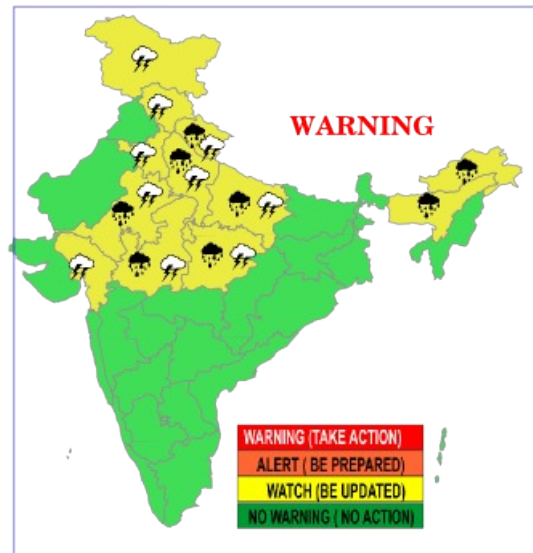 WARNING
WARNING (TAKE ACTION)
ALERT ( BE PREPARED)
WATCH (BE UPDATED)
NO WARNING ( NO ACTION)